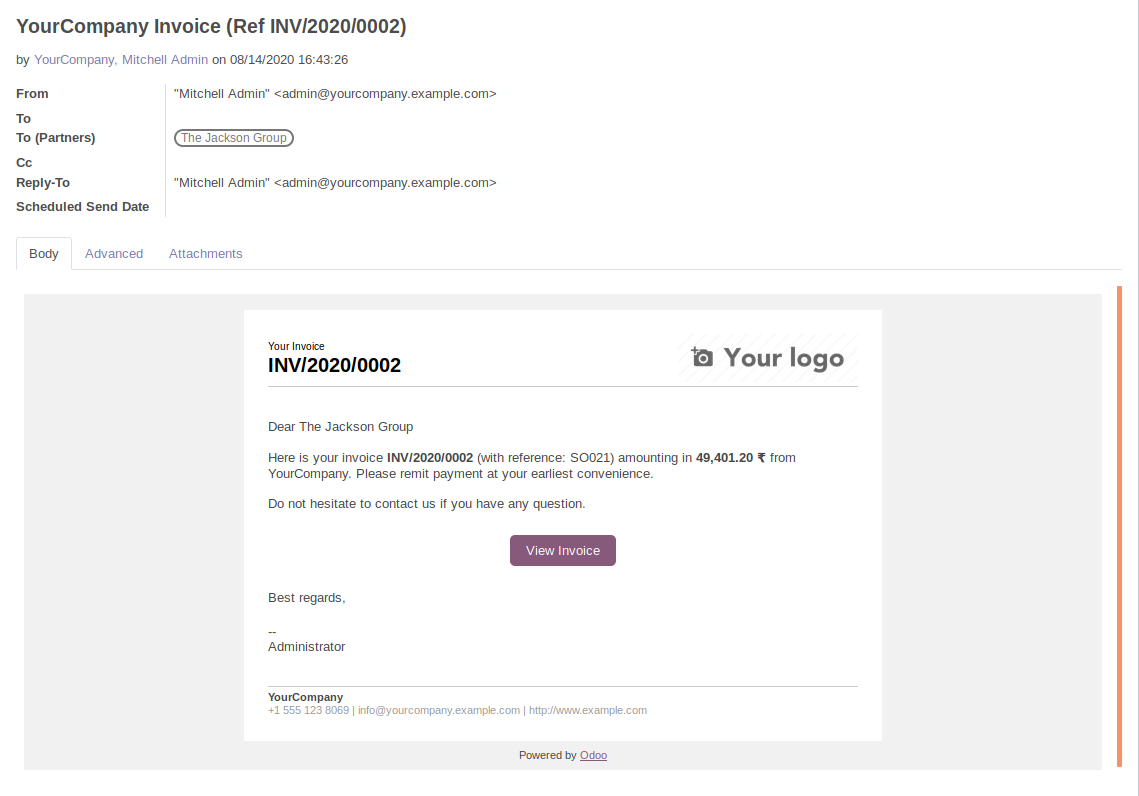 YourCompany Invoice (Ref INV/2020/0002)
by YourCompany, Mitchell Admin on 08/14/2020 16:43:26
From "Mitchell Admin" <admin@yourcompany.example.com>
To
To (Partners) The Jackson Group
Cc
Reply-To "Mitchell Admin" <admin@yourcompany.example.com>
Scheduled Send Date
Body Advanced Attachments
Your Invoice
INV/2020/0002
Your logo
Dear The Jackson Group
Here is your invoice INV/2020/0002 (with reference: SO021) amounting in 49,401.20 ₹ from
YourCompany. Please remit payment at your earliest convenience.
Do not hesitate to contact us if you have any question.
View Invoice
Best regards,
--
Administrator
YourCompany
+1 555 123 8069 | info@yourcompany.example.com | http://www.example.com
Powered by Odoo